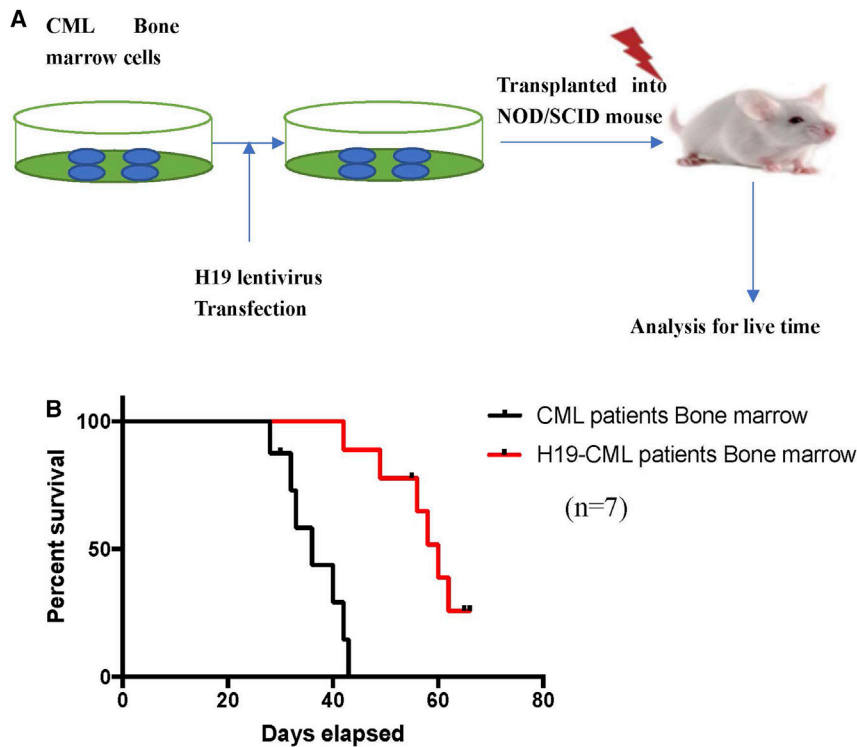 A
CML Bone
marrow cells
H19 lentivirus
Transfection
Transplanted into
NOD/SCID mouse
Analysis for live time
B
CML patients Bone marrow
H19-CML patients Bone marrow
(n=7)
Percent survival
100
50
0
0 20 40 60 80
Days elapsed